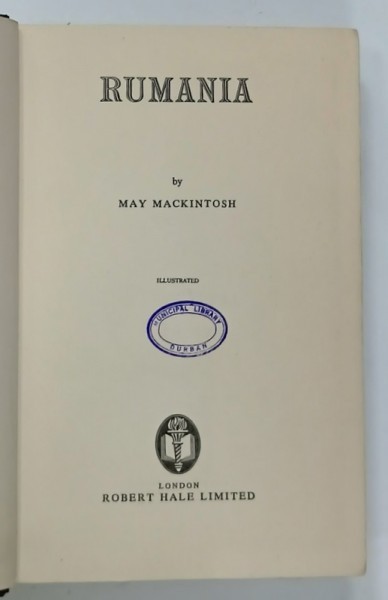 RUMANIA
by
MAY MACKINTOSH
ILLUSTRATED
MUNICIPAL LIBRARY
DURBAN
LONDON
ROBERT HALE LIMITED